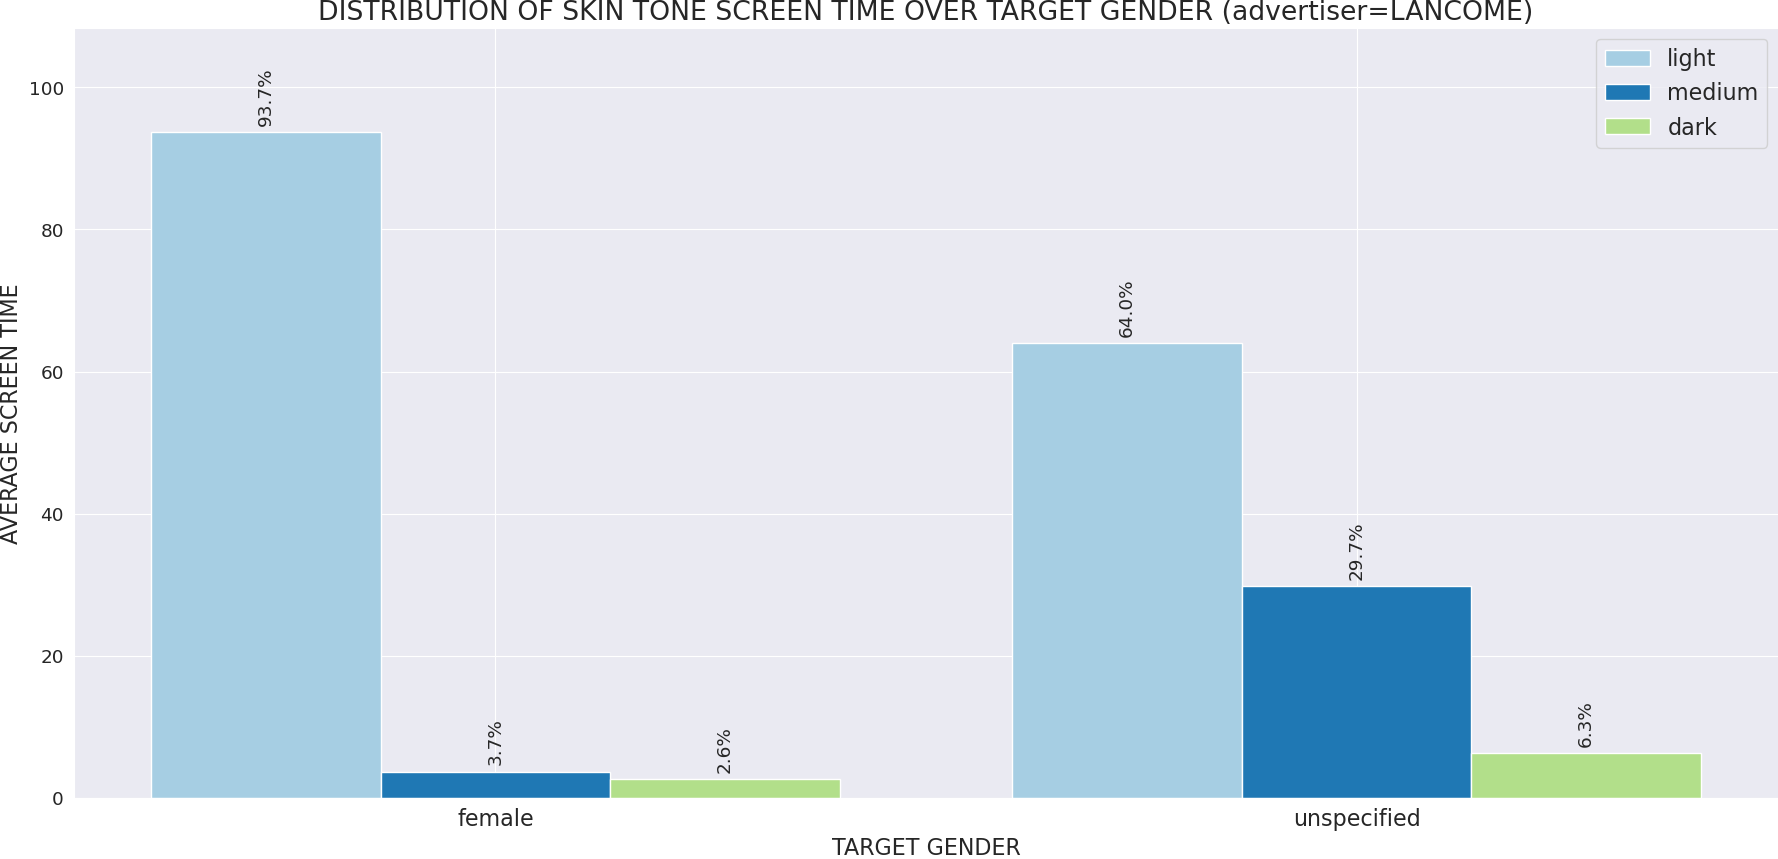 DISTRIBUTION OF SKIN TONE SCREEN TIME OVER TARGET GENDER (advertiser=LANCOME)
light
medium
dark
AVERAGE SCREEN TIME
100
80
60
40
20
0
93.7%
3.7%
2.6%
64.0%
29.7%
6.3%
female
unspecified
TARGET GENDER